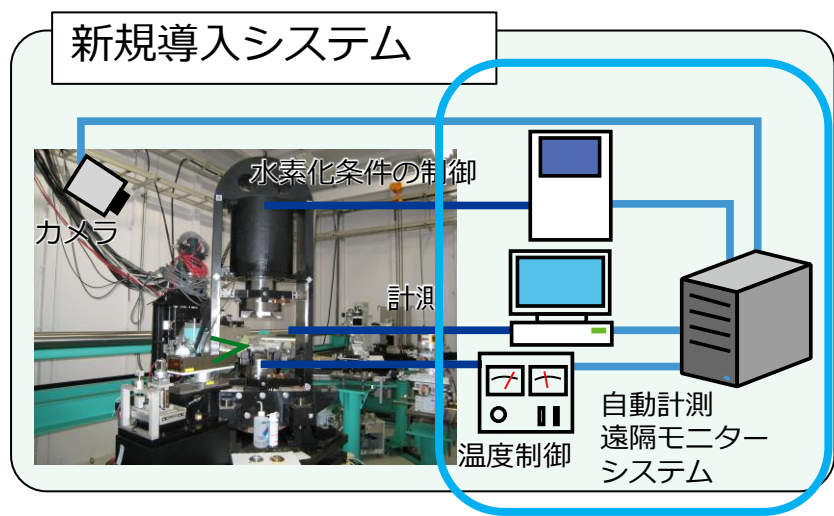 新規導入システム
水素化条件の制御
カメラ
計測
温度制御
自動計測
遠隔モニター
システム